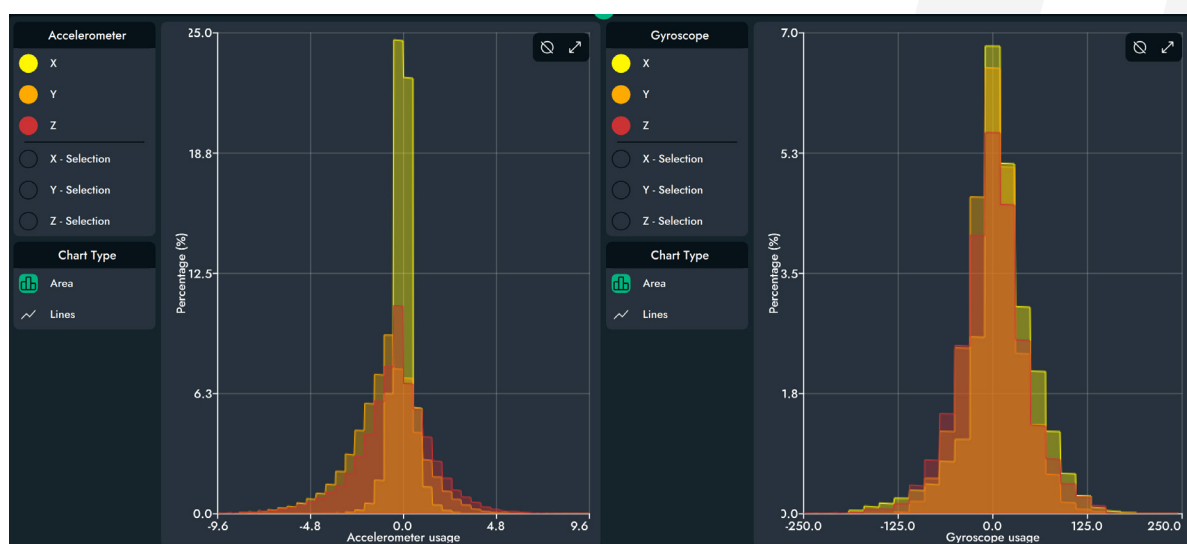 Accelerometer
X
Y
Z
X - Selection
Y - Selection
Z - Selection
Chart Type
Area
Lines
25.0
18.8
12.5
6.3
0.0
Percentage (%)
-9.6 -4.8 0.0 4.8 9.6
Accelerometer usage
Gyroscope
X
Y
Z
X - Selection
Y - Selection
Z - Selection
Chart Type
Area
Lines
7.0
5.3
3.5
1.8
0.0
Percentage (%)
-250.0 -125.0 0.0 125.0 250.0
Gyroscope usage